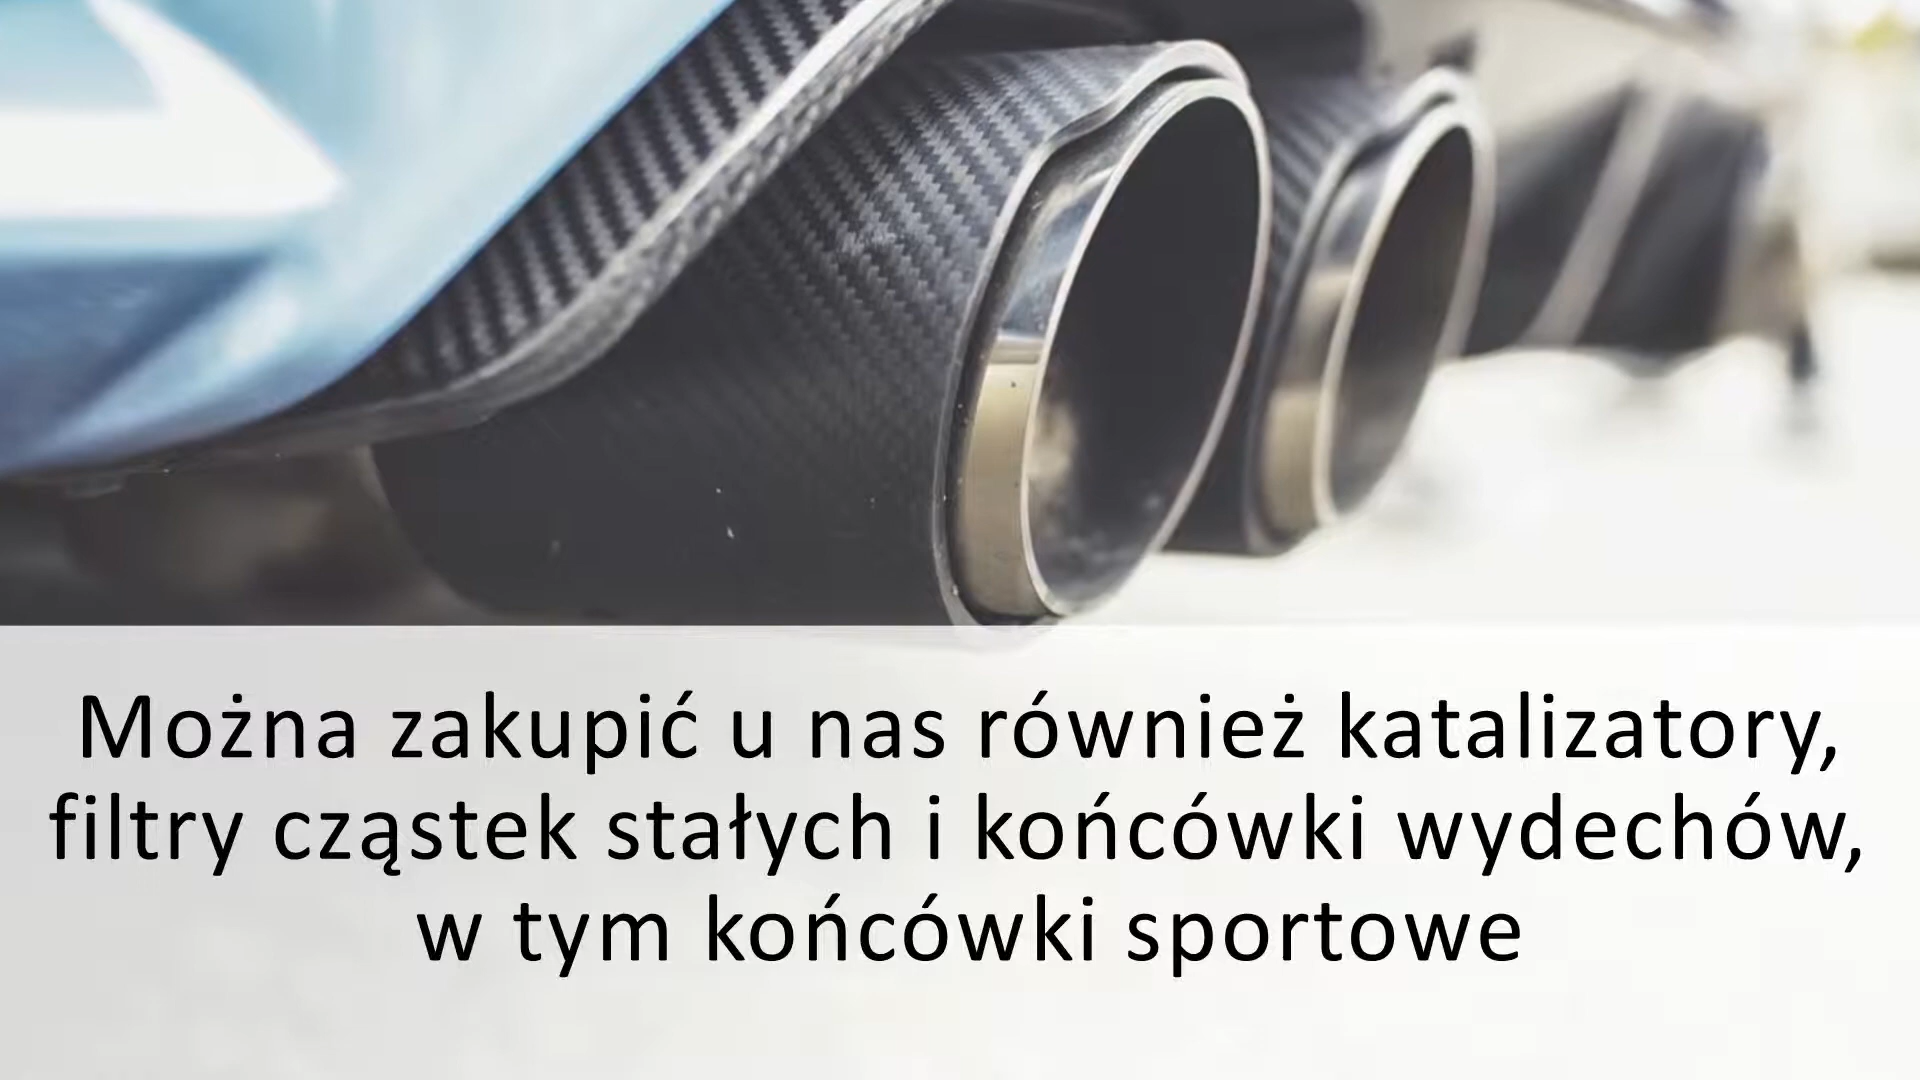 Można zakupić u nas również katalizatory,
filtry cząstek stałych i końcówki wydechów,
w tym końcówki sportowe